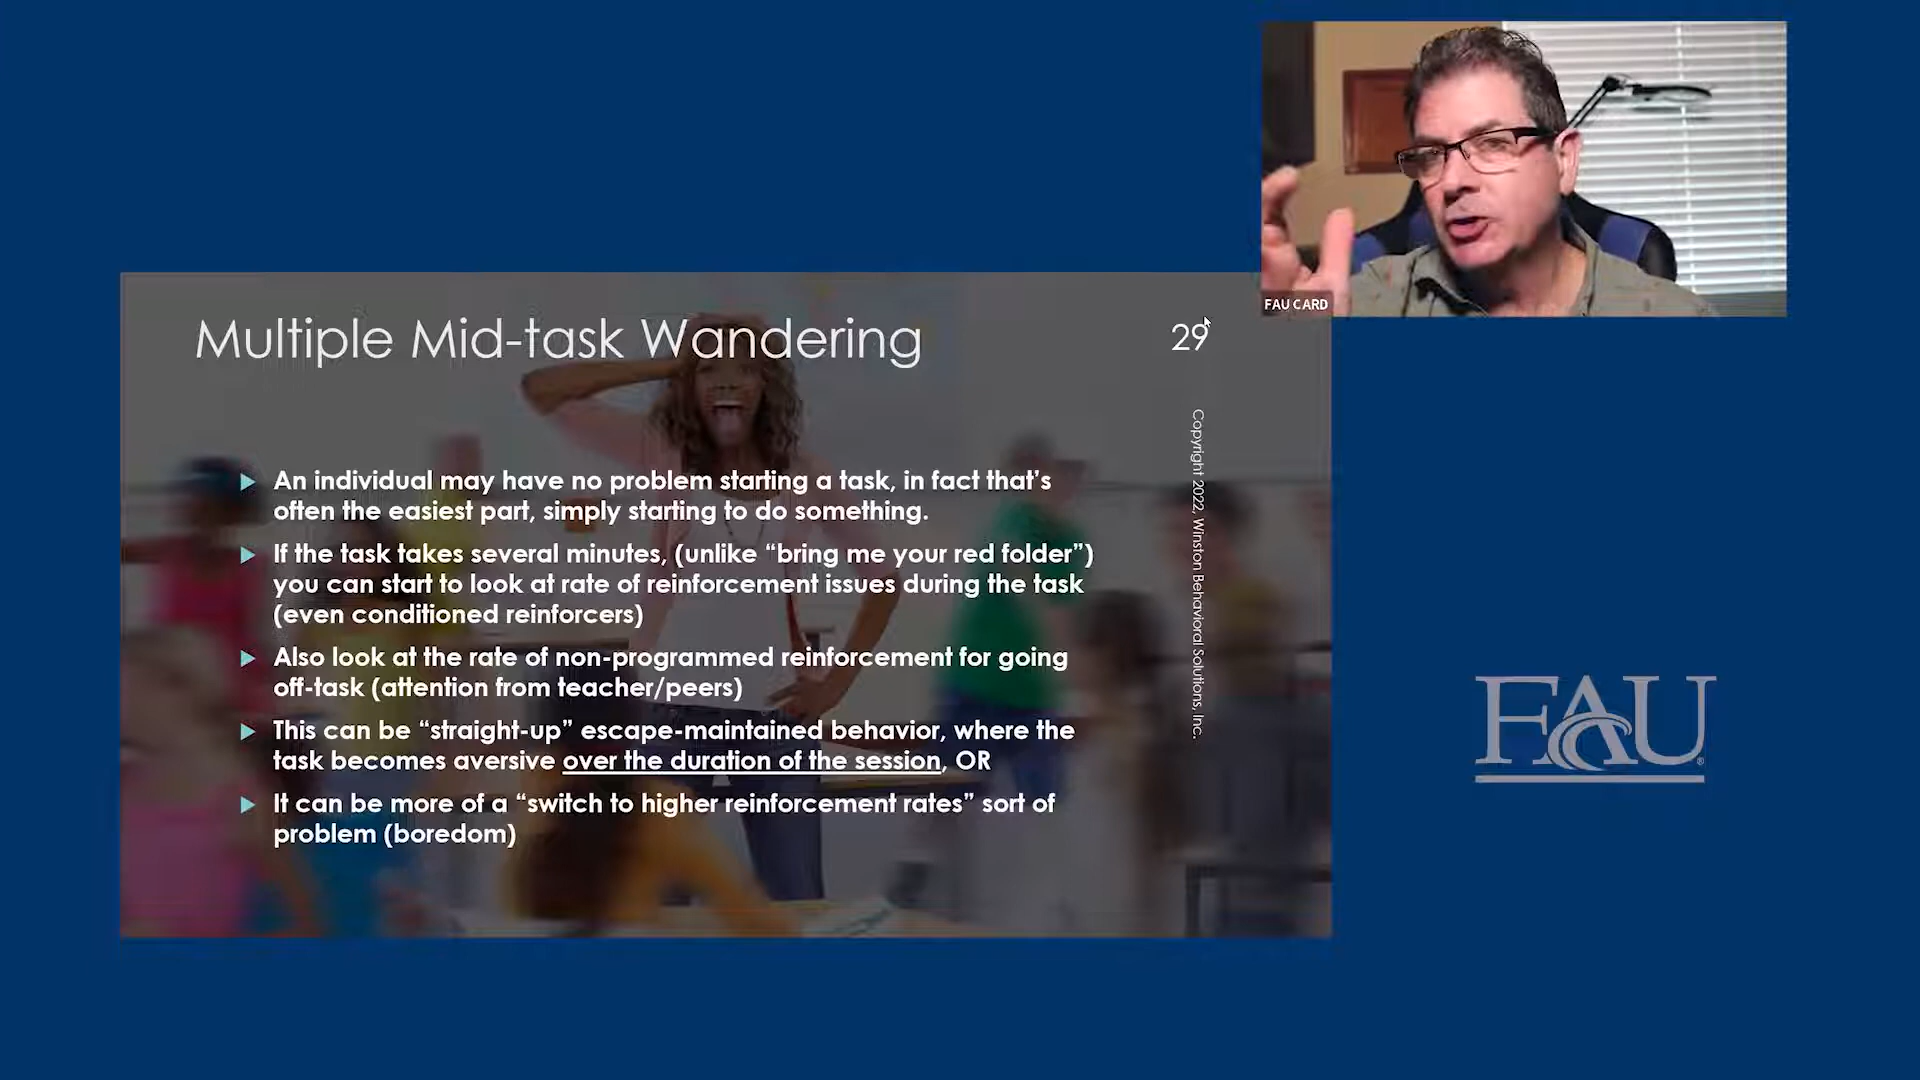 FAU CARD
Multiple Mid-task Wandering
29
An individual may have no problem starting a task, in fact that’s
often the easiest part, simply starting to do something.
If the task takes several minutes, (unlike “bring me your red folder”)
you can start to look at rate of reinforcement issues during the task
(even conditioned reinforcers)
Also look at the rate of non-programmed reinforcement for going
off-task (attention from teacher/peers)
This can be “straight-up” escape-maintained behavior, where the
task becomes aversive over the duration of the session, OR
It can be more of a “switch to higher reinforcement rates” sort of
problem (boredom)
Copyright 2022, Winston Behavioral Solutions, Inc.
FAU®